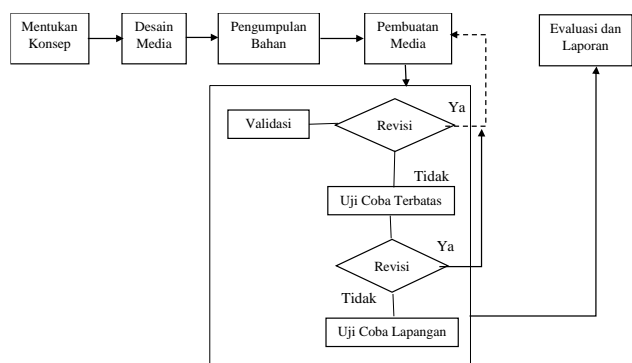 Mentukan
Konsep
Desain
Media
Pengumpulan
Bahan
Pembuatan
Media
Evaluasi dan
Laporan
Validasi
Revisi
Ya
Tidak
Uji Coba Terbatas
Revisi
Ya
Tidak
Uji Coba Lapangan